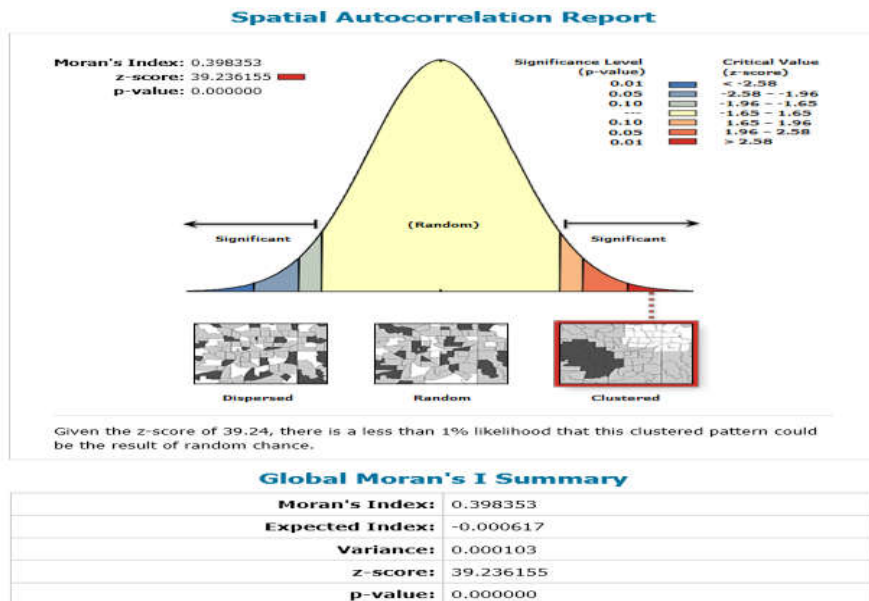 Spatial Autocorrelation Report
Moran's Index: 0.398353
z-score: 39.236155
p-value: 0.000000
Significance Level (p-value)
Critical Value (z-score)
0.01 < -2.58
0.05 -2.58 - -1.96
0.10 -1.96 - -1.65
--- -1.65 - 1.65
0.10 1.65 - 1.96
0.05 1.96 - 2.58
0.01 > 2.58
Significant
(Random)
Significant
Dispersed
Random
Clustered
Given the z-score of 39.24, there is a less than 1% likelihood that this clustered pattern could
be the result of random chance.
Global Moran's I Summary
Moran's Index: 0.398353
Expected Index: -0.000617
Variance: 0.000103
z-score: 39.236155
p-value: 0.000000